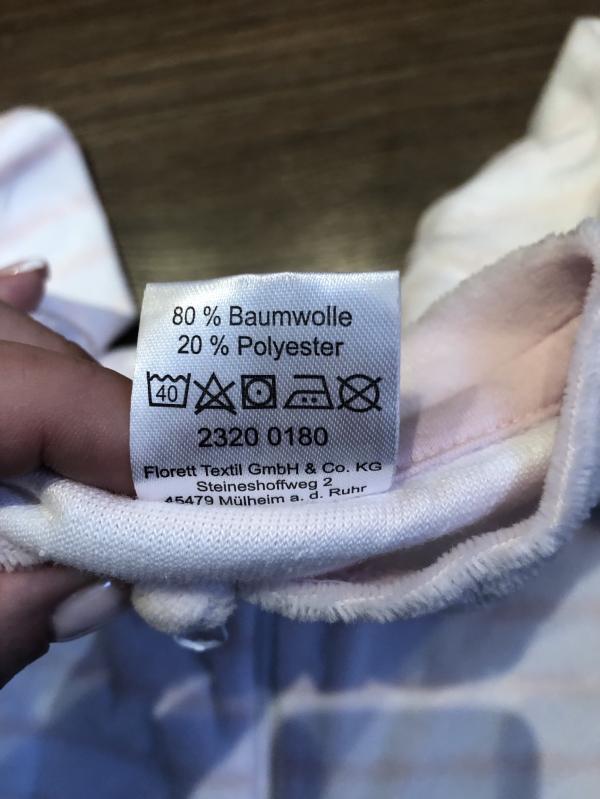 80 % Baumwolle
20 % Polyester
40
2320 0180
Florett Textil GmbH & Co. KG
Steineshoffweg 2
45479 Mülheim a. d. Ruhr